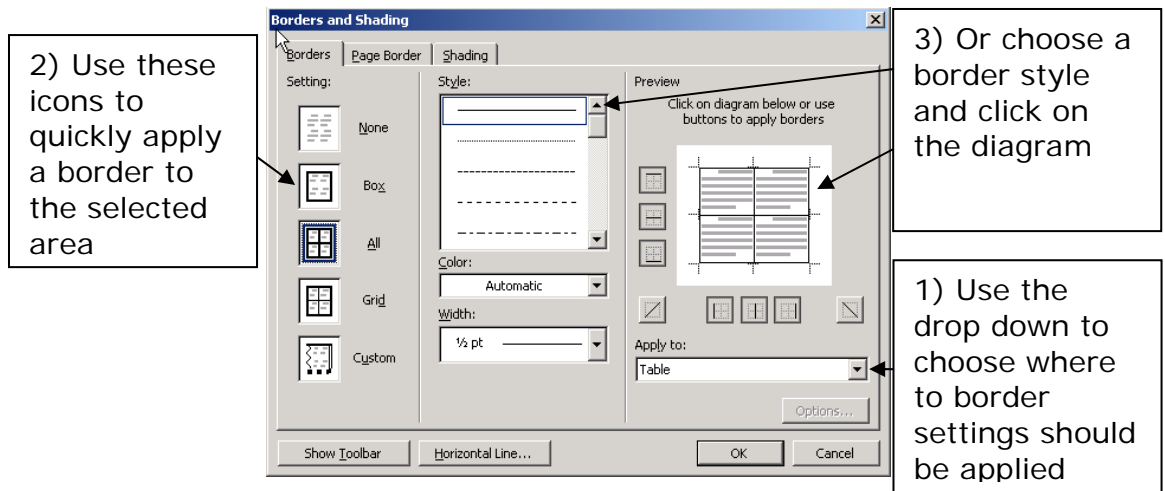 2) Use these
icons to
quickly apply
a border to
the selected
area
Borders and Shading
Borders
Page Border
Shading
Setting:
None
Box
All
Grid
Custom
Style:
Color:
Automatic
Width:
½ pt
Preview
Click on diagram below or use
buttons to apply borders
Apply to:
Table
Options...
Show Toolbar
Horizontal Line...
OK
Cancel
3) Or choose a
border style
and click on
the diagram
1) Use the
drop down to
choose where
to border
settings should
be applied